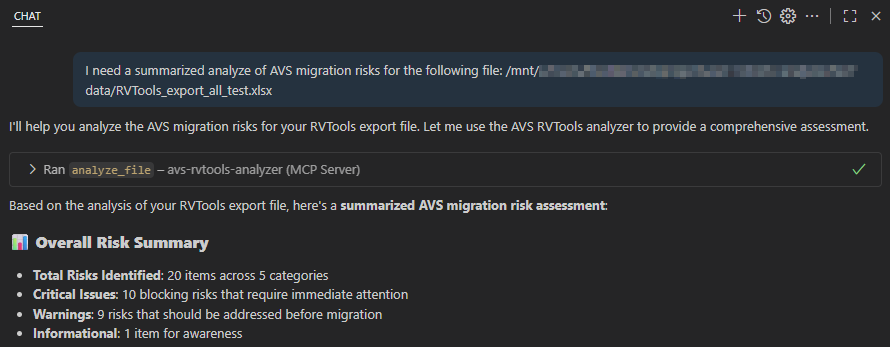 CHAT
I need a summarized analyze of AVS migration risks for the following file: /mnt/
data/RVTools_export_all_test.xlsx
I'll help you analyze the AVS migration risks for your RVTools export file. Let me use the AVS RVTools analyzer to provide a comprehensive assessment.
Ran analyze_file – avs-rvtools-analyzer (MCP Server)
Based on the analysis of your RVTools export file, here's a summarized AVS migration risk assessment:
📊 Overall Risk Summary
• Total Risks Identified: 20 items across 5 categories
• Critical Issues: 10 blocking risks that require immediate attention
• Warnings: 9 risks that should be addressed before migration
• Informational: 1 item for awareness